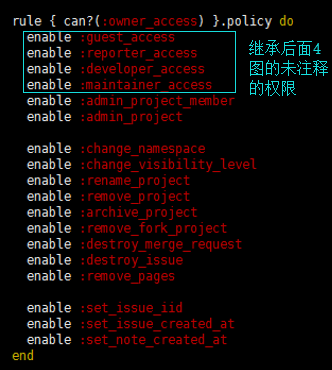 rule { can?(:owner_access) }.policy do
enable :guest_access
enable :reporter_access
enable :developer_access
enable :maintainer_access
继承后面4
图的未注释
的权限
enable :admin_project_member
enable :admin_project
enable :change_namespace
enable :change_visibility_level
enable :rename_project
enable :remove_project
enable :archive_project
enable :remove_fork_project
enable :destroy_merge_request
enable :destroy_issue
enable :remove_pages
enable :set_issue_iid
enable :set_issue_created_at
enable :set_note_created_at
end